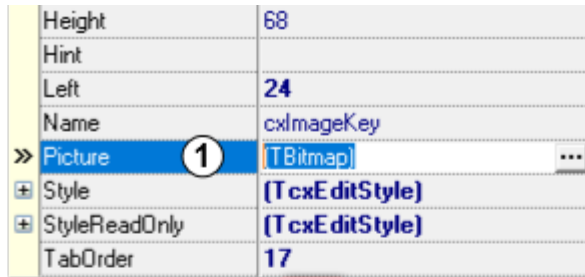 Height 68
Hint
Left 24
Name cxImageKey
Picture 1 (TBitmap) ...
Style (TcxEditStyle)
StyleReadOnly (TcxEditStyle)
TabOrder 17